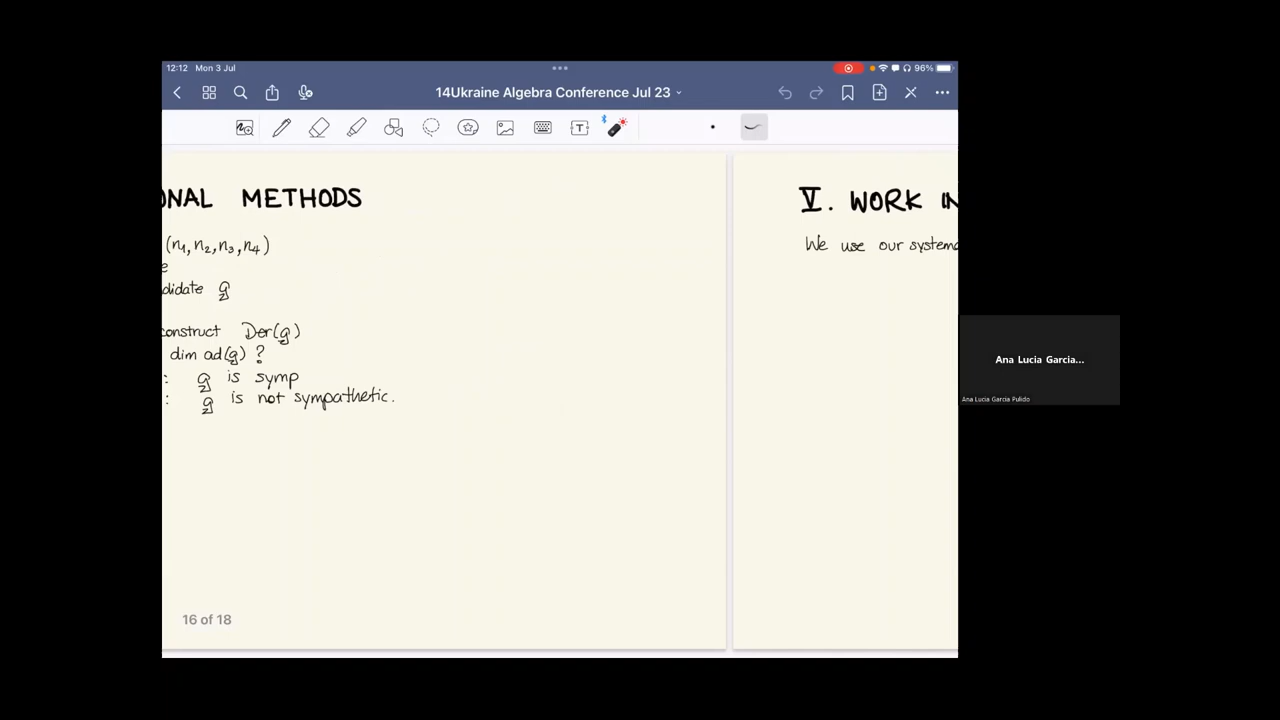 12:12 Mon 3 Jul
96%
14Ukraine Algebra Conference Jul 23
ONAL METHODS
(n₁, n₂, n₃, n₄)
e
didate g
construct Der(g)
dim ad(g) ?
: g is symp
: g is not sympathetic.
16 of 18
V. WORK IN
We use our system
Ana Lucia Garcia...
Ana Lucia Garcia Pulido